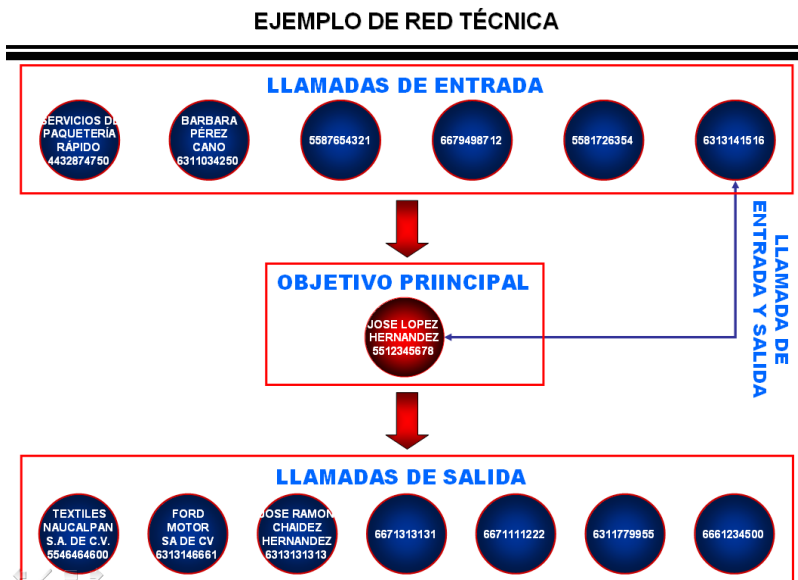 EJEMPLO DE RED TÉCNICA
LLAMADAS DE ENTRADA
SERVICIOS DE
PAQUETERÍA
RÁPIDO
4432874750
BARBARA
PÉREZ
CANO
6311034250
5587654321
6679498712
5581726354
6313141516
LLAMADA DE
ENTRADA Y SALIDA
OBJETIVO PRIINCIPAL
JOSE LOPEZ
HERNANDEZ
5512345678
LLAMADAS DE SALIDA
TEXTILES
NAUCALPAN
S.A. DE C.V.
5546464600
FORD
MOTOR
SA DE CV
6313146661
JOSE RAMON
CHAIDEZ
HERNANDEZ
6313131313
6671313131
6671111222
6311779955
6661234500